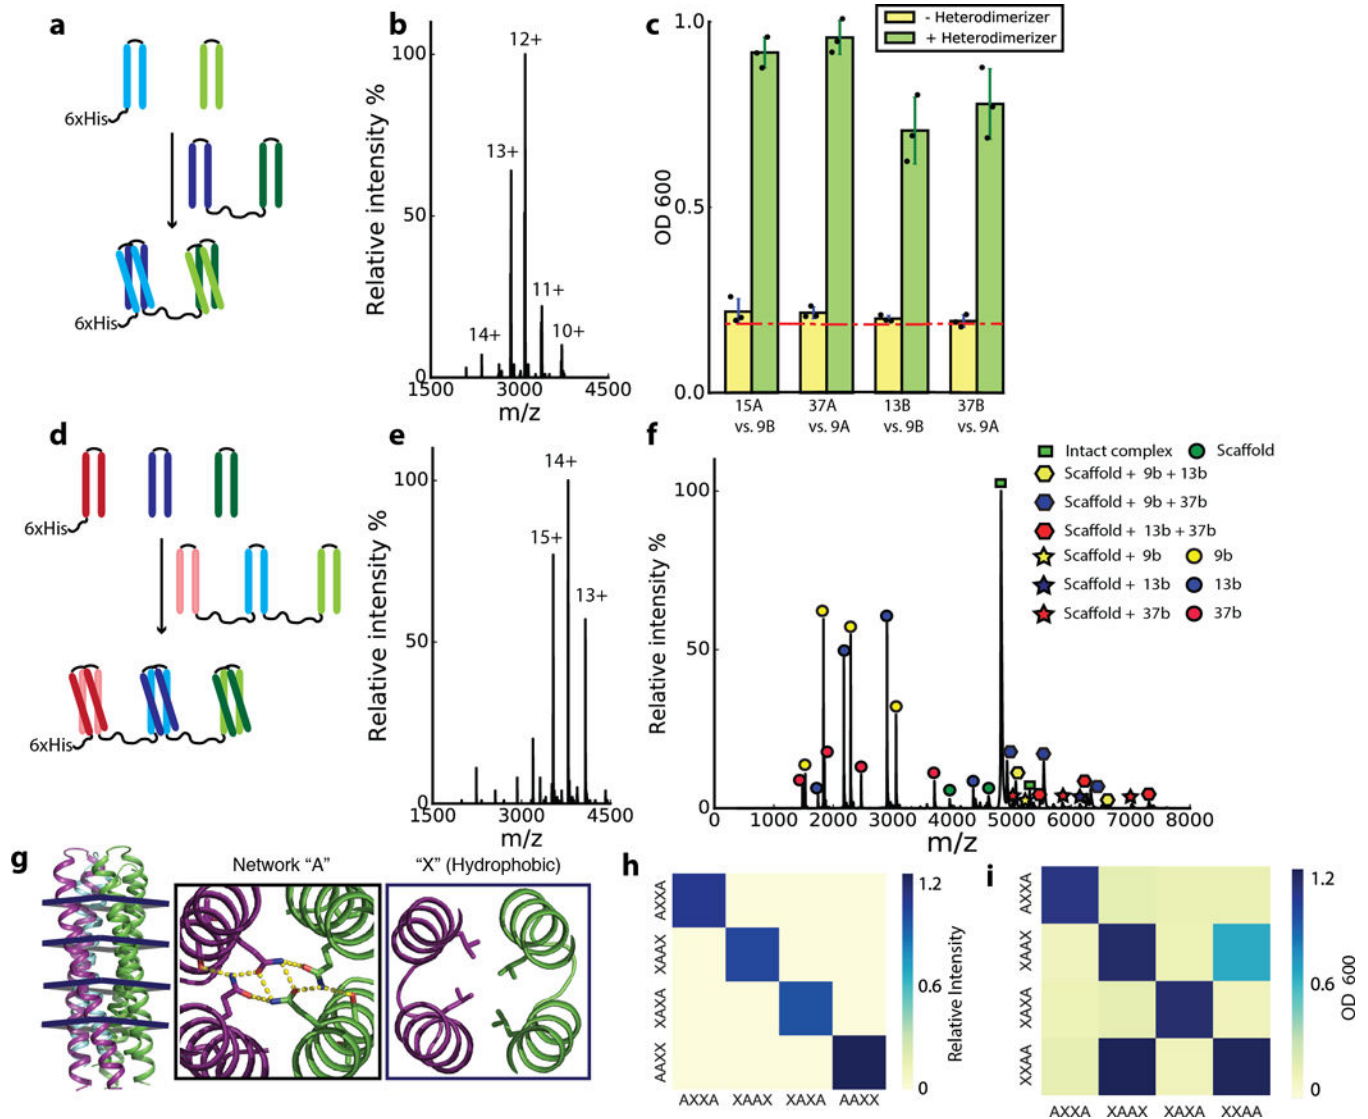 a
6xHis
6xHis
b
Relative intensity %
100
50
0
12+
13+
11+
14+
10+
1500
3000
4500
m/z
c
- Heterodimerizer
+ Heterodimerizer
OD 600
1.0
0.5
0.0
15A
vs. 9B
37A
vs. 9A
13B
vs. 9B
37B
vs. 9A
d
6xHis
6xHis
e
Relative intensity %
100
50
0
14+
15+
13+
1500
3000
4500
m/z
f
Intact complex
Scaffold
Scaffold + 9b + 13b
Scaffold + 9b + 37b
Scaffold + 13b + 37b
Scaffold + 9b
9b
Scaffold + 13b
13b
Scaffold + 37b
37b
Relative intensity %
100
50
0
0
1000
2000
3000
4000
5000
6000
7000
8000
m/z
g
Network "A"
"X" (Hydrophobic)
h
AXXA
XAAX
XAXA
AAXX
AXXA
XAAX
XAXA
AAXX
1.2
0.6
0
Relative Intensity
i
AXXA
XAAX
XAXA
XXAA
AXXA
XAAX
XAXA
XXAA
1.2
0.6
0
OD 600